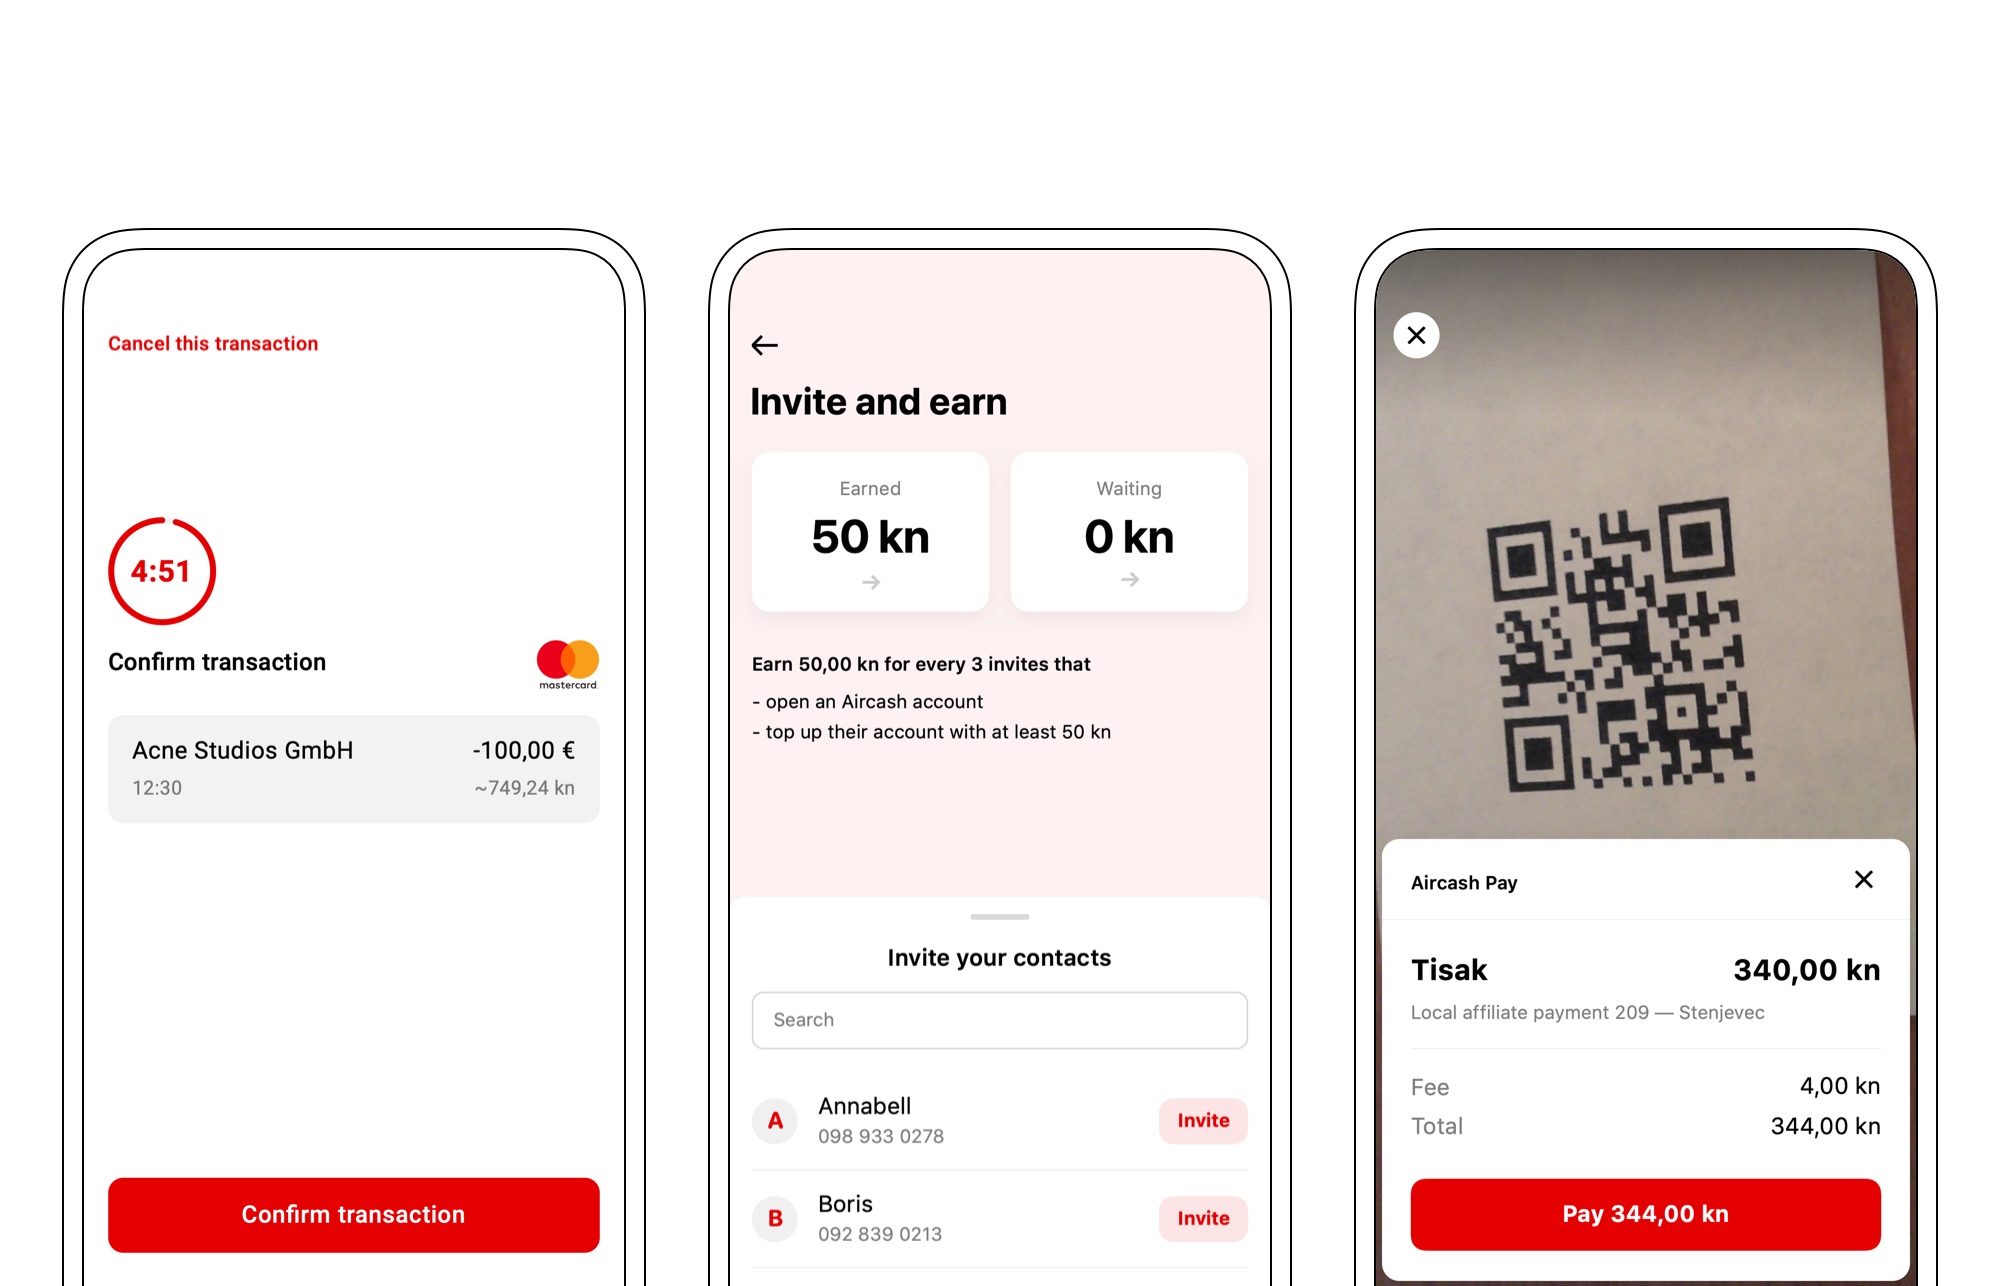 Cancel this transaction
4:51
Confirm transaction
mastercard.
Acne Studios GmbH
-100,00 €
12:30
~749,24 kn
Confirm transaction
Invite and earn
Earned
50 kn
Waiting
0 kn
Earn 50,00 kn for every 3 invites that
- open an Aircash account
- top up their account with at least 50 kn
Invite your contacts
Search
A
Annabell
098 933 0278
Invite
B
Boris
092 839 0213
Invite
Aircash Pay
Tisak
340,00 kn
Local affiliate payment 209 — Stenjevec
Fee
4,00 kn
Total
344,00 kn
Pay 344,00 kn